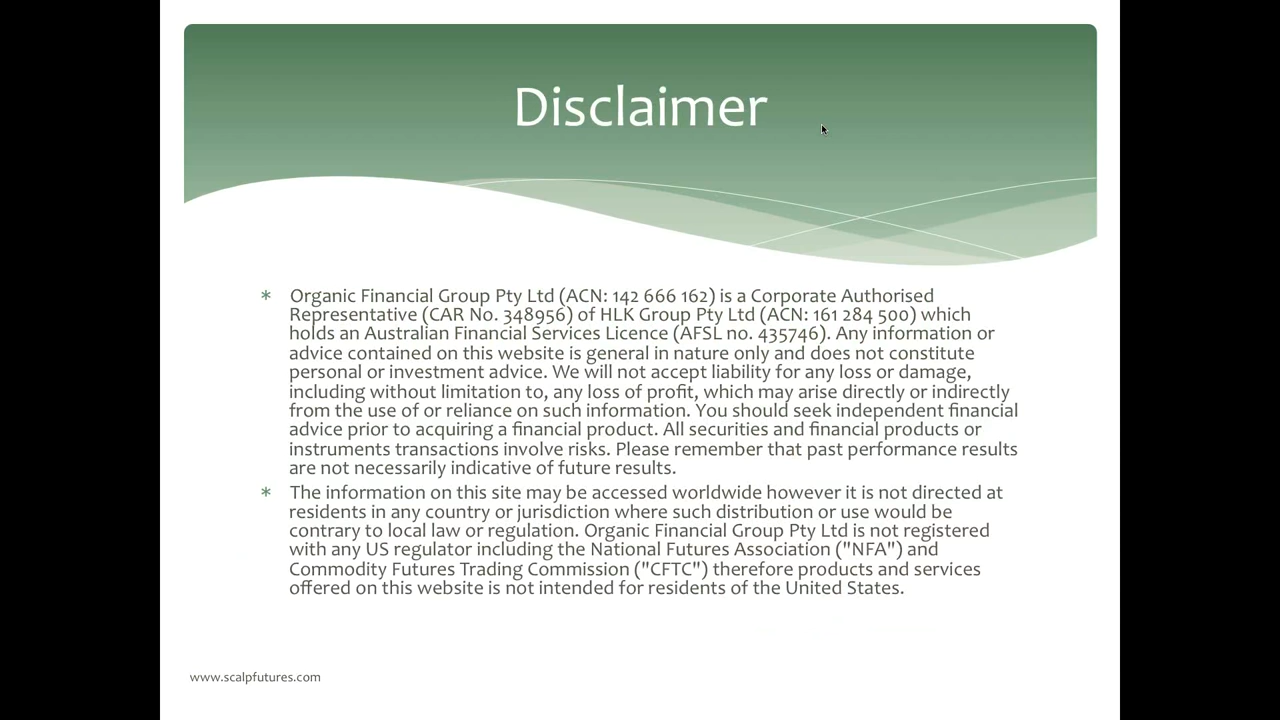 Disclaimer
* Organic Financial Group Pty Ltd (ACN: 142 666 162) is a Corporate Authorised
Representative (CAR No. 348956) of HLK Group Pty Ltd (ACN: 161 284 500) which
holds an Australian Financial Services Licence (AFSL no. 435746). Any information or
advice contained on this website is general in nature only and does not constitute
personal or investment advice. We will not accept liability for any loss or damage,
including without limitation to, any loss of profit, which may arise directly or indirectly
from the use of or reliance on such information. You should seek independent financial
advice prior to acquiring a financial product. All securities and financial products or
instruments transactions involve risks. Please remember that past performance results
are not necessarily indicative of future results.
* The information on this site may be accessed worldwide however it is not directed at
residents in any country or jurisdiction where such distribution or use would be
contrary to local law or regulation. Organic Financial Group Pty Ltd is not registered
with any US regulator including the National Futures Association ("NFA") and
Commodity Futures Trading Commission ("CFTC") therefore products and services
offered on this website is not intended for residents of the United States.
www.scalpfutures.com